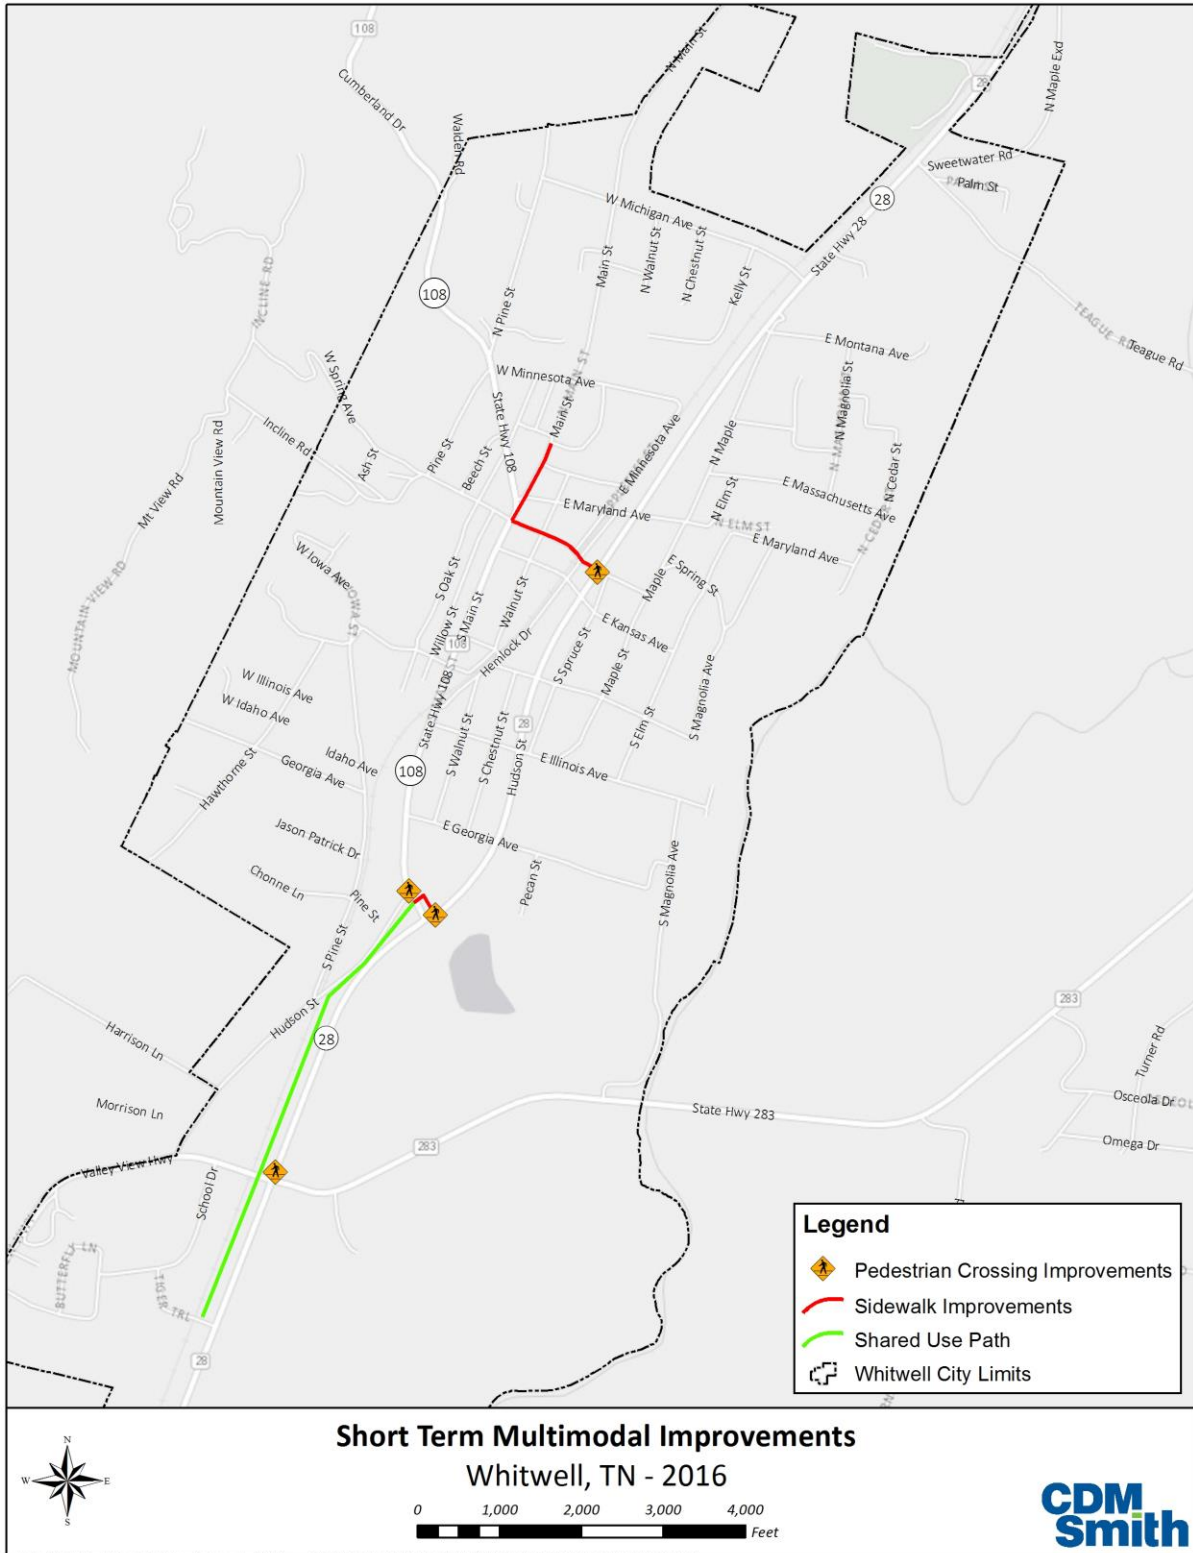 108
N Main St
28
N Maple Exd
Cumberland Dr
Walden Rd
Sweetwater Rd
Palm St
W Michigan Ave
28
State Hwy 28
N Walnut St
N Chestnut St
Main St
Kelly St
INCLINE RD
108
N Pine St
TEAGUE RD
Teague Rd
E Montana Ave
W Spring Ave
W Minnesota Ave
MAIN ST
N Magnolia St
Mountain View Rd
Incline Rd
State Hwy 108
Main St
E Minnesota Ave
N Maple
Ash St
Pine St
Beech St
N Cedar St
Mt View Rd
E Massachusetts Ave
N Elm St
E Maryland Ave
N ELM ST
E Maryland Ave
MOUNTAIN VIEW RD
W Iowa Ave
S Oak St
Walnut St
Maple
E Spring St
Willow St
S Main St
108
Hemlock Dr
E Kansas Ave
S Spruce St
Maple St
W Illinois Ave
W Idaho Ave
State Hwy 108
S Magnolia Ave
28
S Elm St
Idaho Ave
Georgia Ave
Hawthorne St
108
S Walnut St
S Chestnut St
Hudson St
E Illinois Ave
Jason Patrick Dr
E Georgia Ave
Chonne Ln
Pine St
Pecan St
S Magnolia Ave
S Pine St
Hudson St
283
28
Harrison Ln
Turner Rd
Morrison Ln
State Hwy 283
Osceola Dr
283
Omega Dr
Valley View Hwy
School Dr
BUTTERFLY LN
TIGER TRL
28
Legend
Pedestrian Crossing Improvements
Sidewalk Improvements
Shared Use Path
Whitwell City Limits
Short Term Multimodal Improvements
Whitwell, TN - 2016
N
W E
S
0 1,000 2,000 3,000 4,000
Feet
CDM
Smith